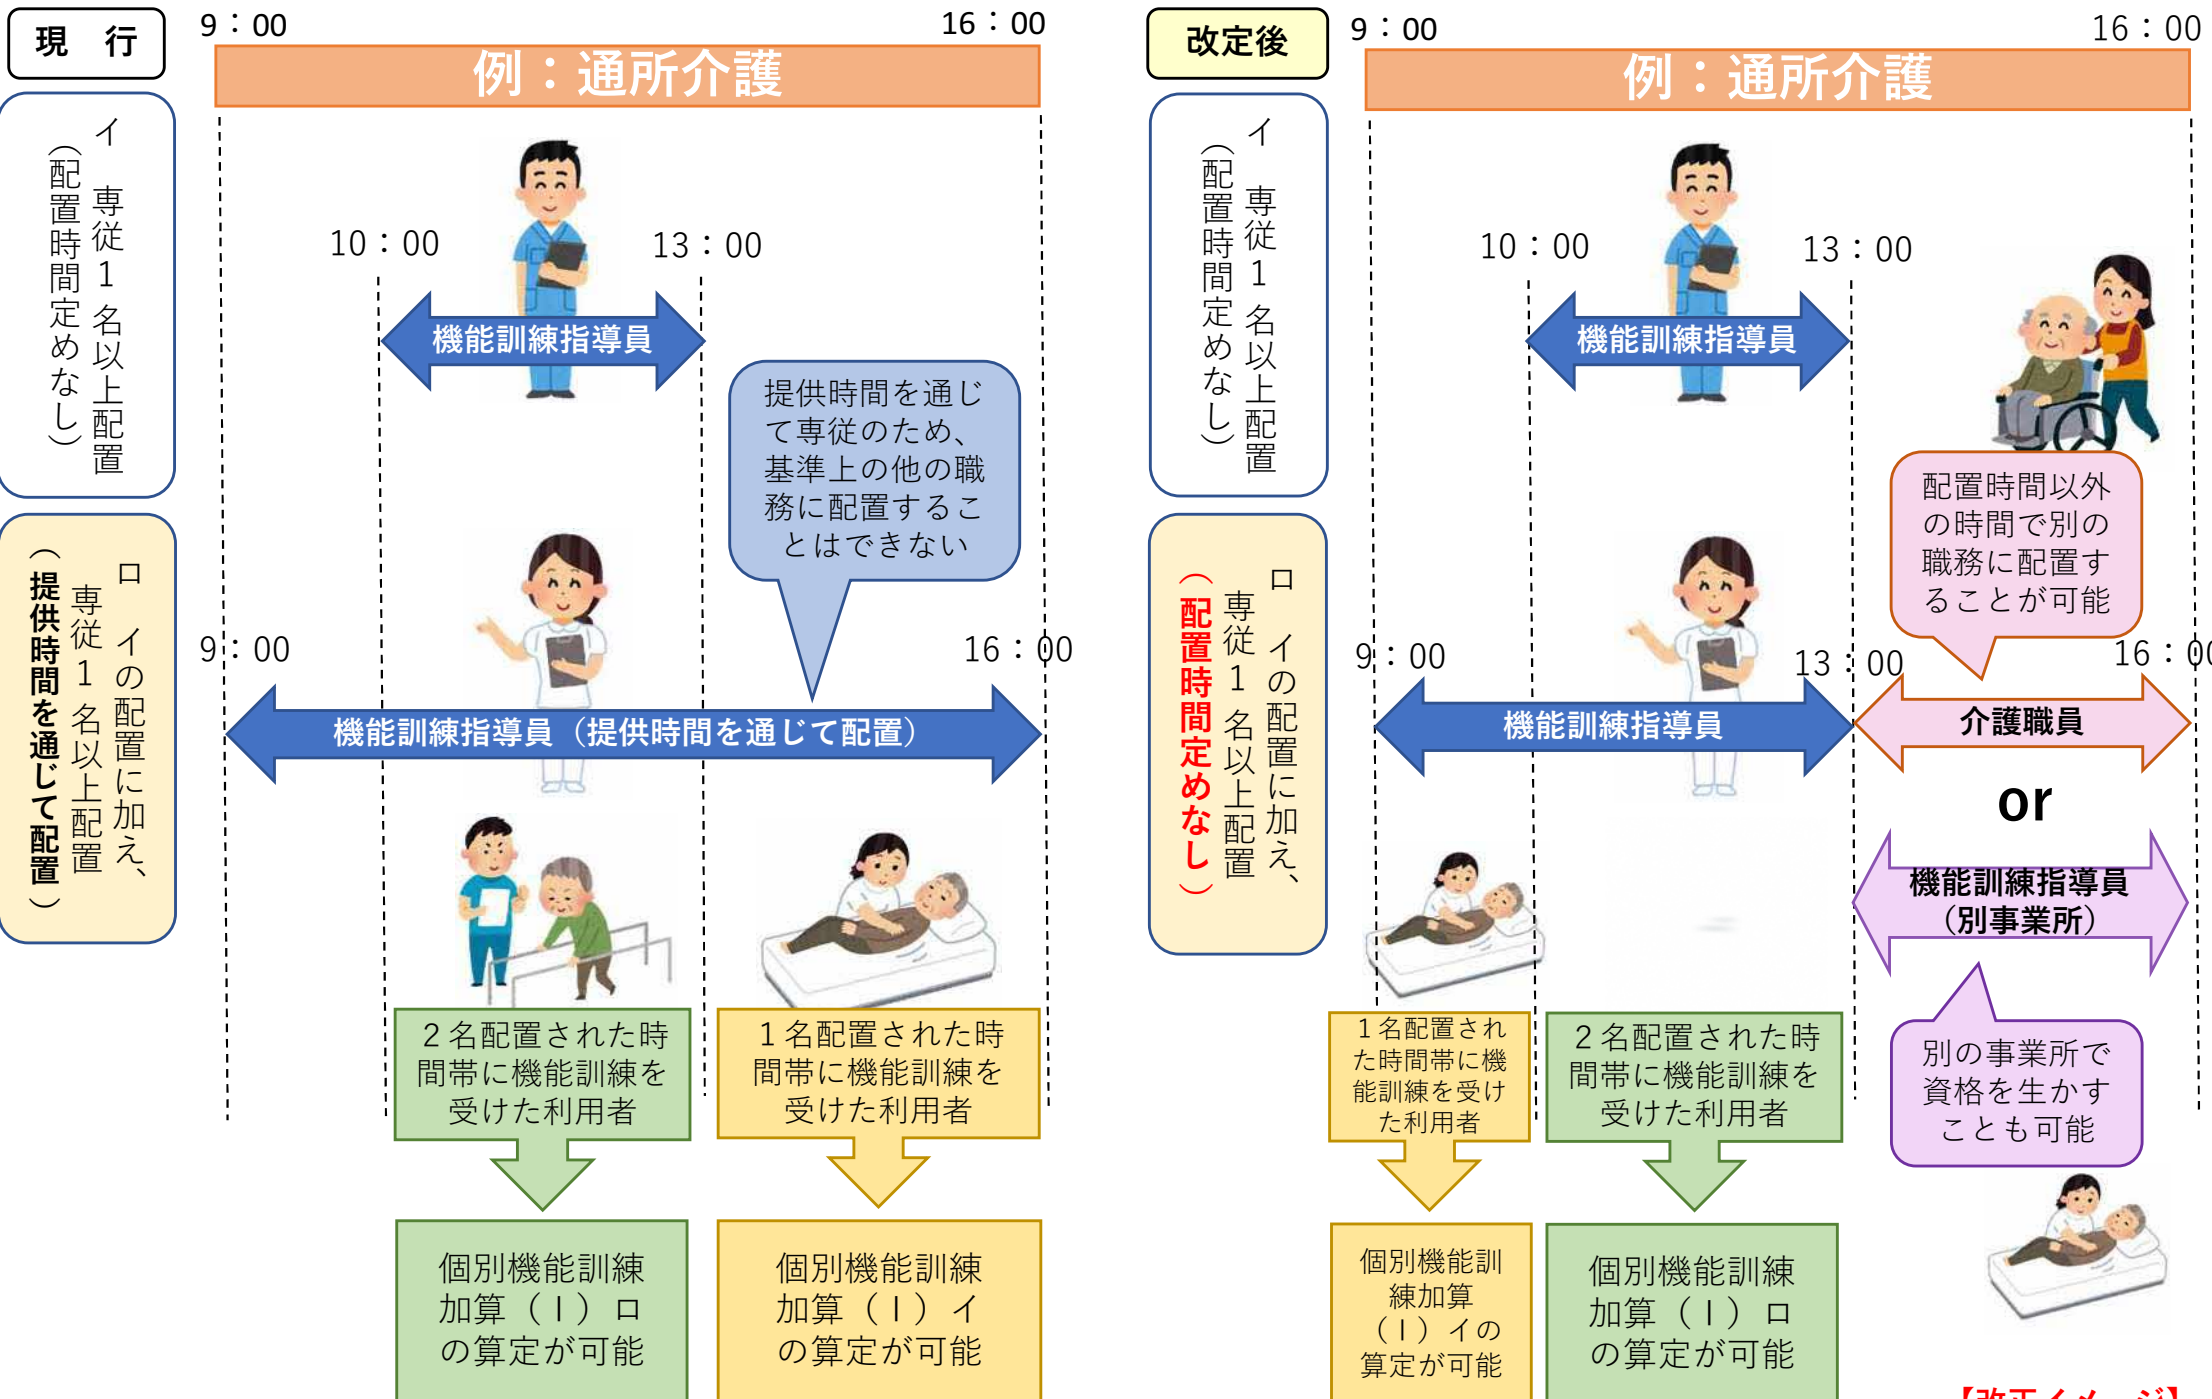 現　行
9：00
16：00
例：通所介護
イ　専従１名以上配置
（配置時間定めなし）
10：00
13：00
機能訓練指導員
提供時間を通じ
て専従のため、
基準上の他の職
務に配置するこ
とはできない
ロ　イの配置に加え、
専従１名以上配置
（提供時間を通じて配置）
9：00
16：00
機能訓練指導員（提供時間を通じて配置）
２名配置された時
間帯に機能訓練を
受けた利用者
１名配置された時
間帯に機能訓練を
受けた利用者
個別機能訓練
加算（Ⅰ）ロ
の算定が可能
個別機能訓練
加算（Ⅰ）イ
の算定が可能
改定後
9：00
16：00
例：通所介護
イ　専従１名以上配置
（配置時間定めなし）
10：00
13：00
機能訓練指導員
配置時間以外
の時間で別の
職務に配置す
ることが可能
ロ　イの配置に加え、
専従１名以上配置
（配置時間定めなし）
9：00
13：00
16：00
機能訓練指導員
介護職員
or
機能訓練指導員
（別事業所）
別の事業所で
資格を生かす
ことも可能
１名配置され
た時間帯に機
能訓練を受け
た利用者
２名配置された時
間帯に機能訓練を
受けた利用者
個別機能訓
練加算
（Ⅰ）イの
算定が可能
個別機能訓練
加算（Ⅰ）ロ
の算定が可能
【改正イメージ】